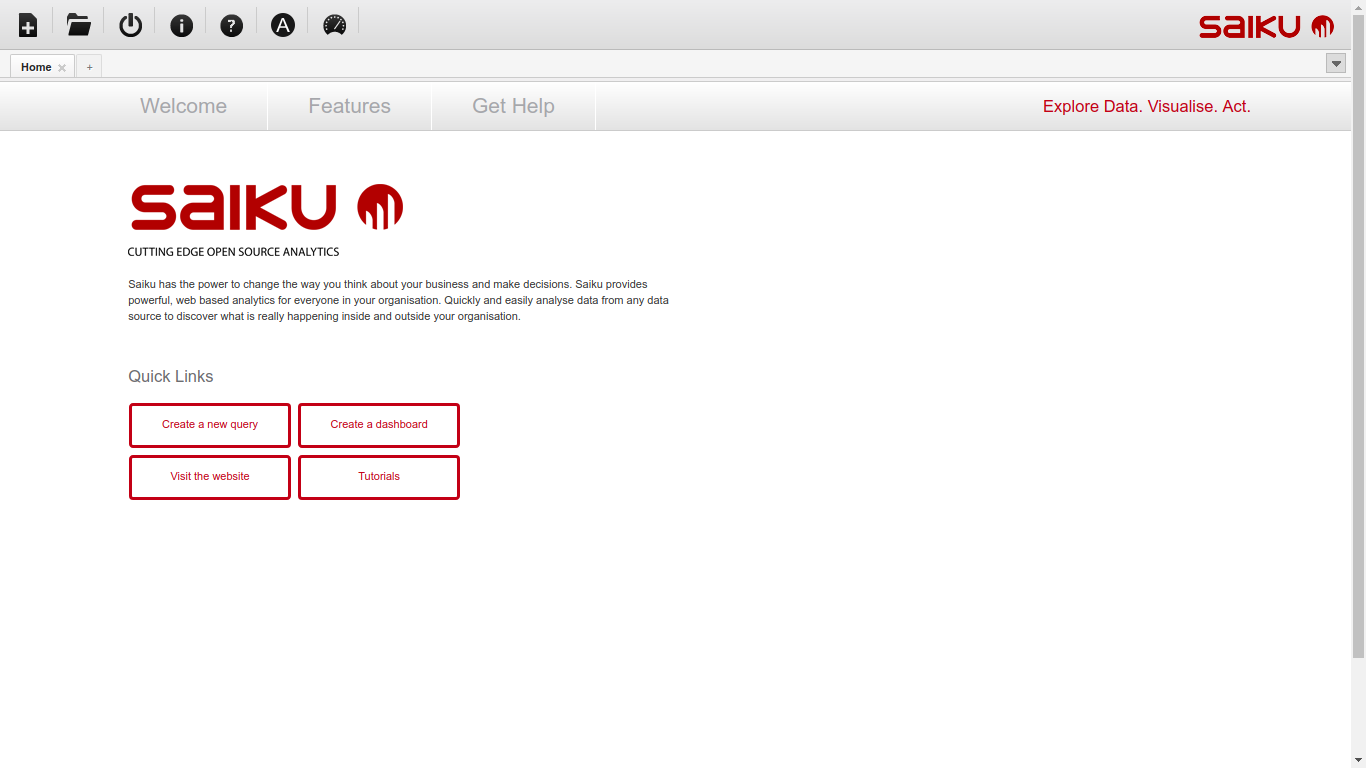 saiku
Home
+
Welcome
Features
Get Help
Explore Data. Visualise. Act.
saiku
CUTTING EDGE OPEN SOURCE ANALYTICS
Saiku has the power to change the way you think about your business and make decisions. Saiku provides
powerful, web based analytics for everyone in your organisation. Quickly and easily analyse data from any data
source to discover what is really happening inside and outside your organisation.
Quick Links
Create a new query
Create a dashboard
Visit the website
Tutorials